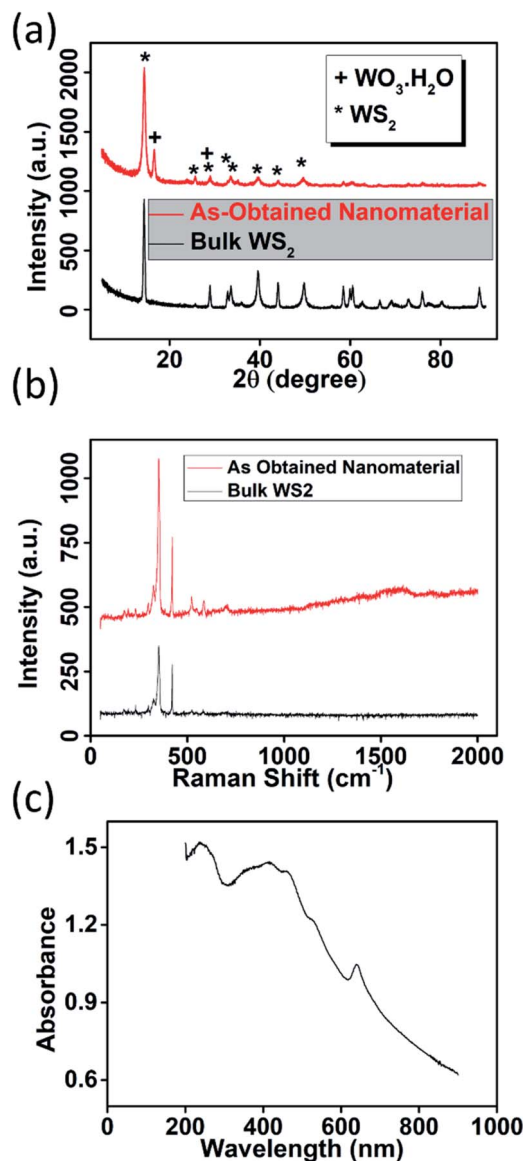 (a)
Intensity (a.u.)
2000
1500
1000
500
0
*
+
*
+
*
*
*
*
*
*
+ WO₃.H₂O
* WS₂
As-Obtained Nanomaterial
Bulk WS₂
20
40
60
80
2θ (degree)
(b)
Intensity (a.u.)
1000
750
500
250
0
As Obtained Nanomaterial
Bulk WS2
0
500
1000
1500
2000
Raman Shift (cm⁻¹)
(c)
Absorbance
1.5
1.2
0.9
0.6
0
200
400
600
800
1000
Wavelength (nm)